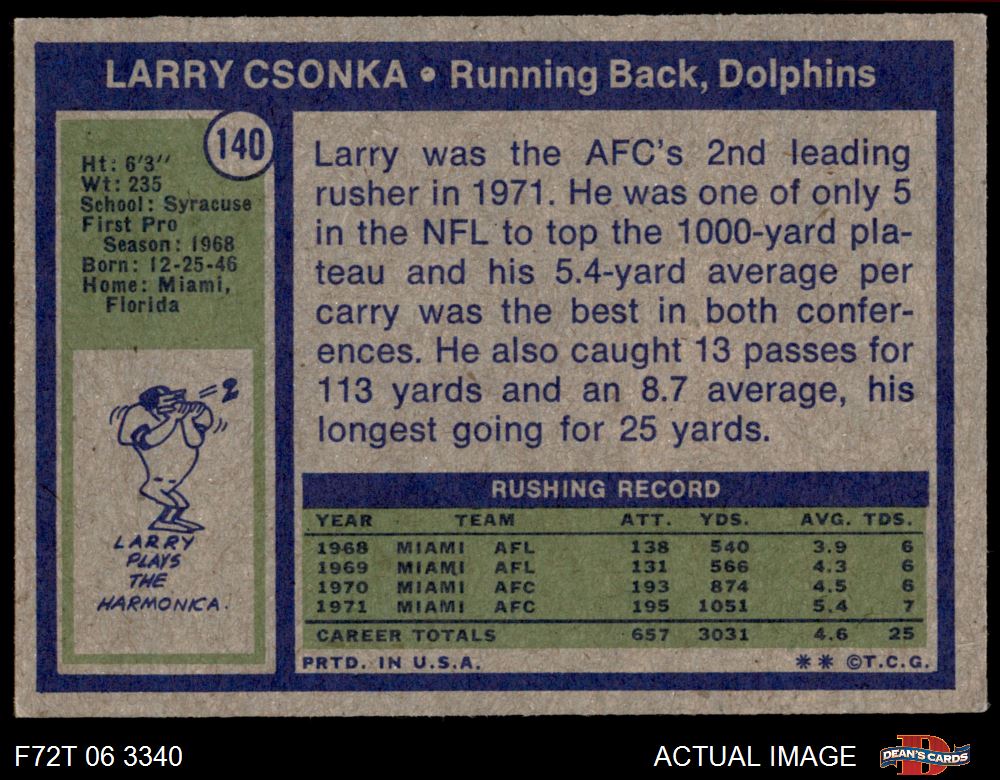 LARRY CSONKA • Running Back, Dolphins
140
Ht: 6'3"
Wt: 235
School: Syracuse
First Pro
Season: 1968
Born: 12-25-46
Home: Miami,
Florida
LARRY
PLAYS
THE
HARMONICA.
Larry was the AFC's 2nd leading
rusher in 1971. He was one of only 5
in the NFL to top the 1000-yard pla-
teau and his 5.4-yard average per
carry was the best in both confer-
ences. He also caught 13 passes for
113 yards and an 8.7 average, his
longest going for 25 yards.
RUSHING RECORD
YEAR TEAM ATT. YDS. AVG. TDS.
1968 MIAMI AFL 138 540 3.9 6
1969 MIAMI AFL 131 566 4.3 6
1970 MIAMI AFC 193 874 4.5 6
1971 MIAMI AFC 195 1051 5.4 7
CAREER TOTALS 657 3031 4.6 25
PRTD. IN U.S.A. ** ©T.C.G.
F72T 06 3340 ACTUAL IMAGE DEAN'S CARDS